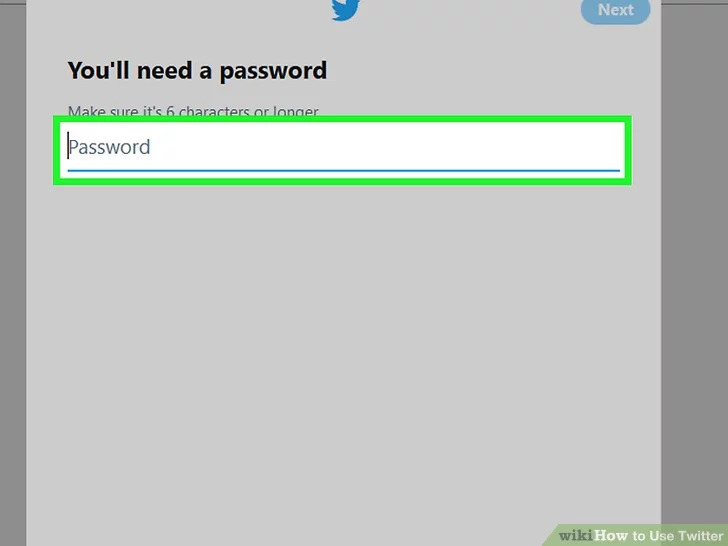 Next
You'll need a password
Make sure it's 6 characters or longer
Password
wikiHow to Use Twitter